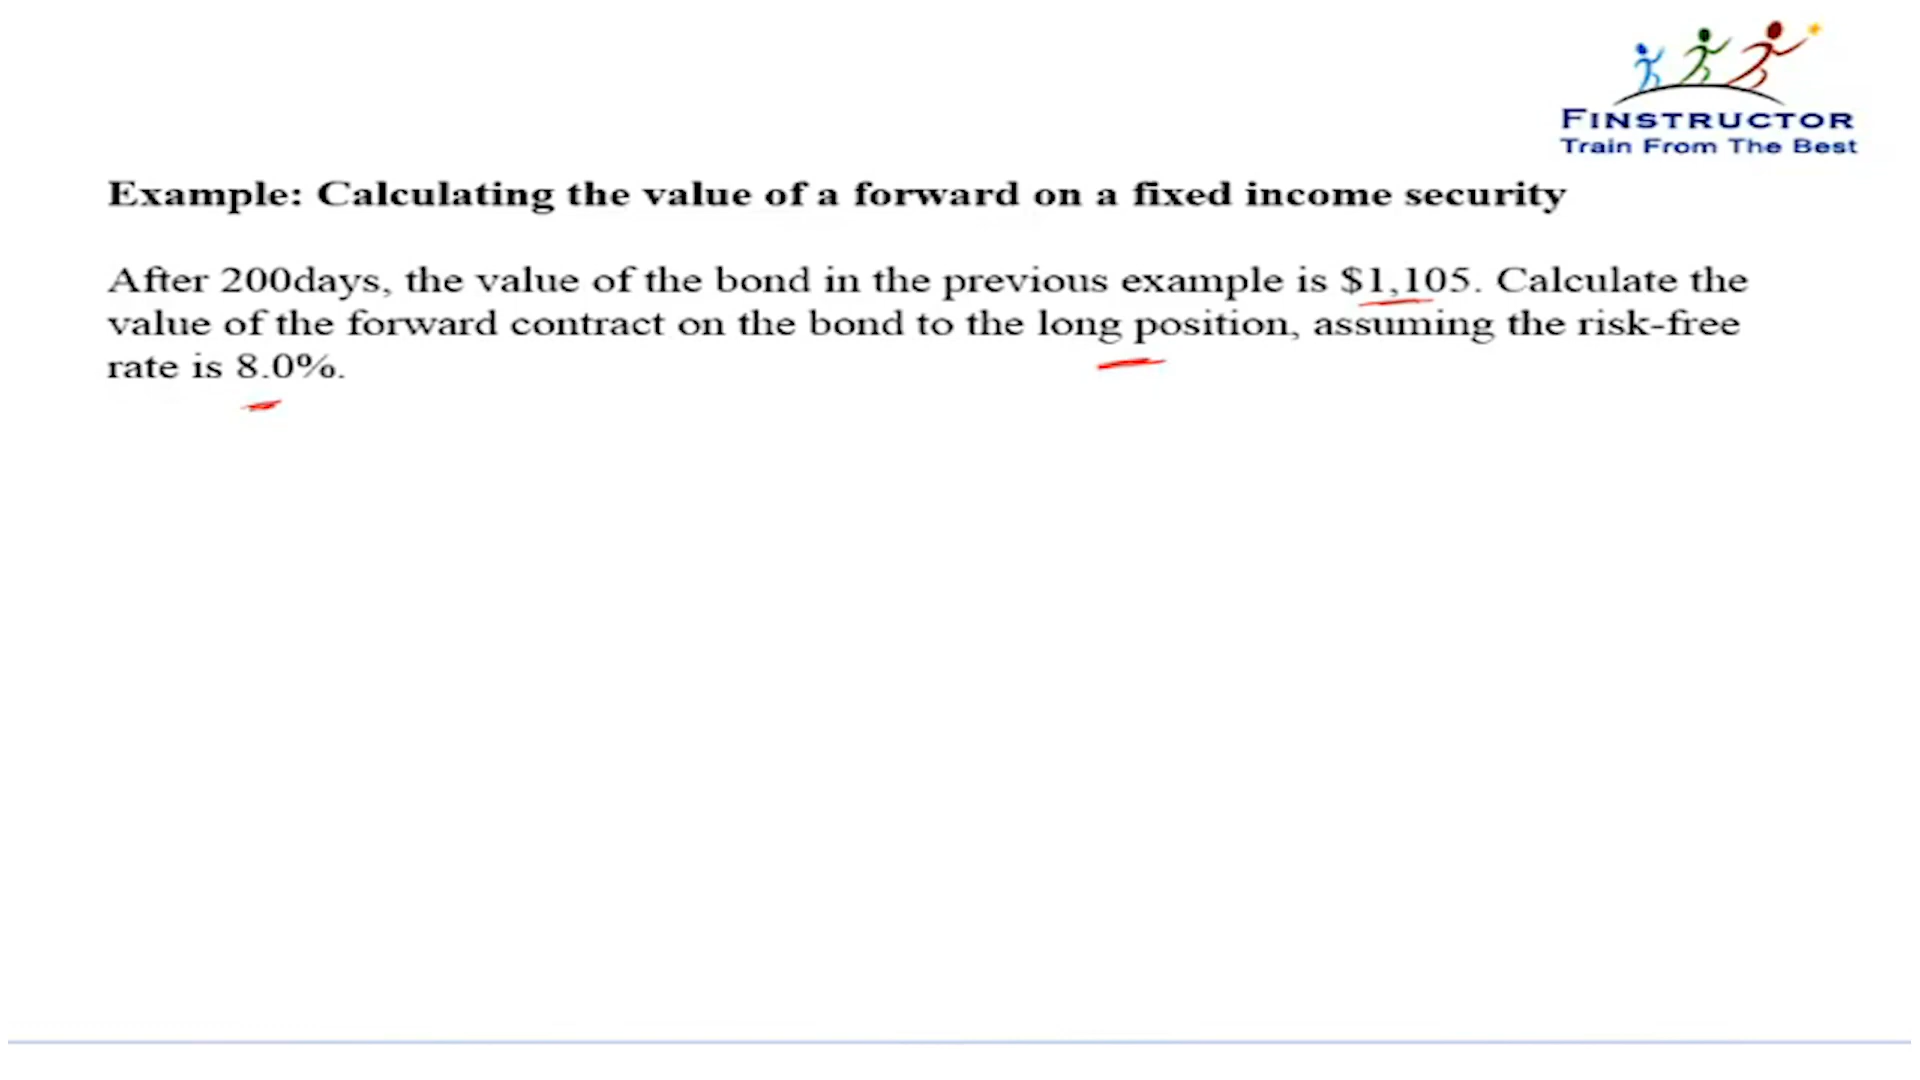 FINSTRUCTOR
Train From The Best
Example: Calculating the value of a forward on a fixed income security
After 200days, the value of the bond in the previous example is $1,105. Calculate the
value of the forward contract on the bond to the long position, assuming the risk-free
rate is 8.0%.